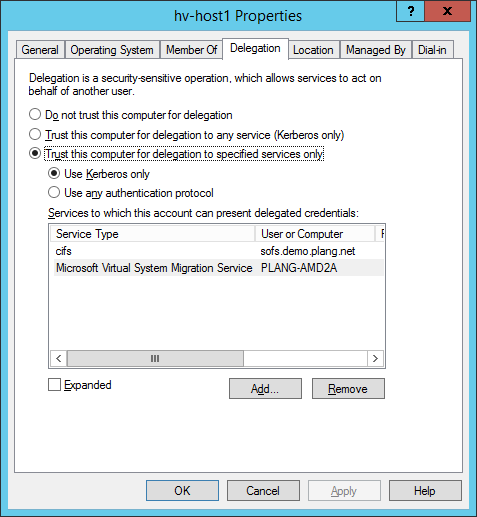 hv-host1 Properties
? x
General Operating System Member Of Delegation Location Managed By Dial-in
Delegation is a security-sensitive operation, which allows services to act on
behalf of another user.
Do not trust this computer for delegation
Trust this computer for delegation to any service (Kerberos only)
Trust this computer for delegation to specified services only
Use Kerberos only
Use any authentication protocol
Services to which this account can present delegated credentials:
Service Type User or Computer
cifs sofs.demo.plang.net
Microsoft Virtual System Migration Service PLANG-AMD2A
Expanded Add... Remove
OK Cancel Apply Help